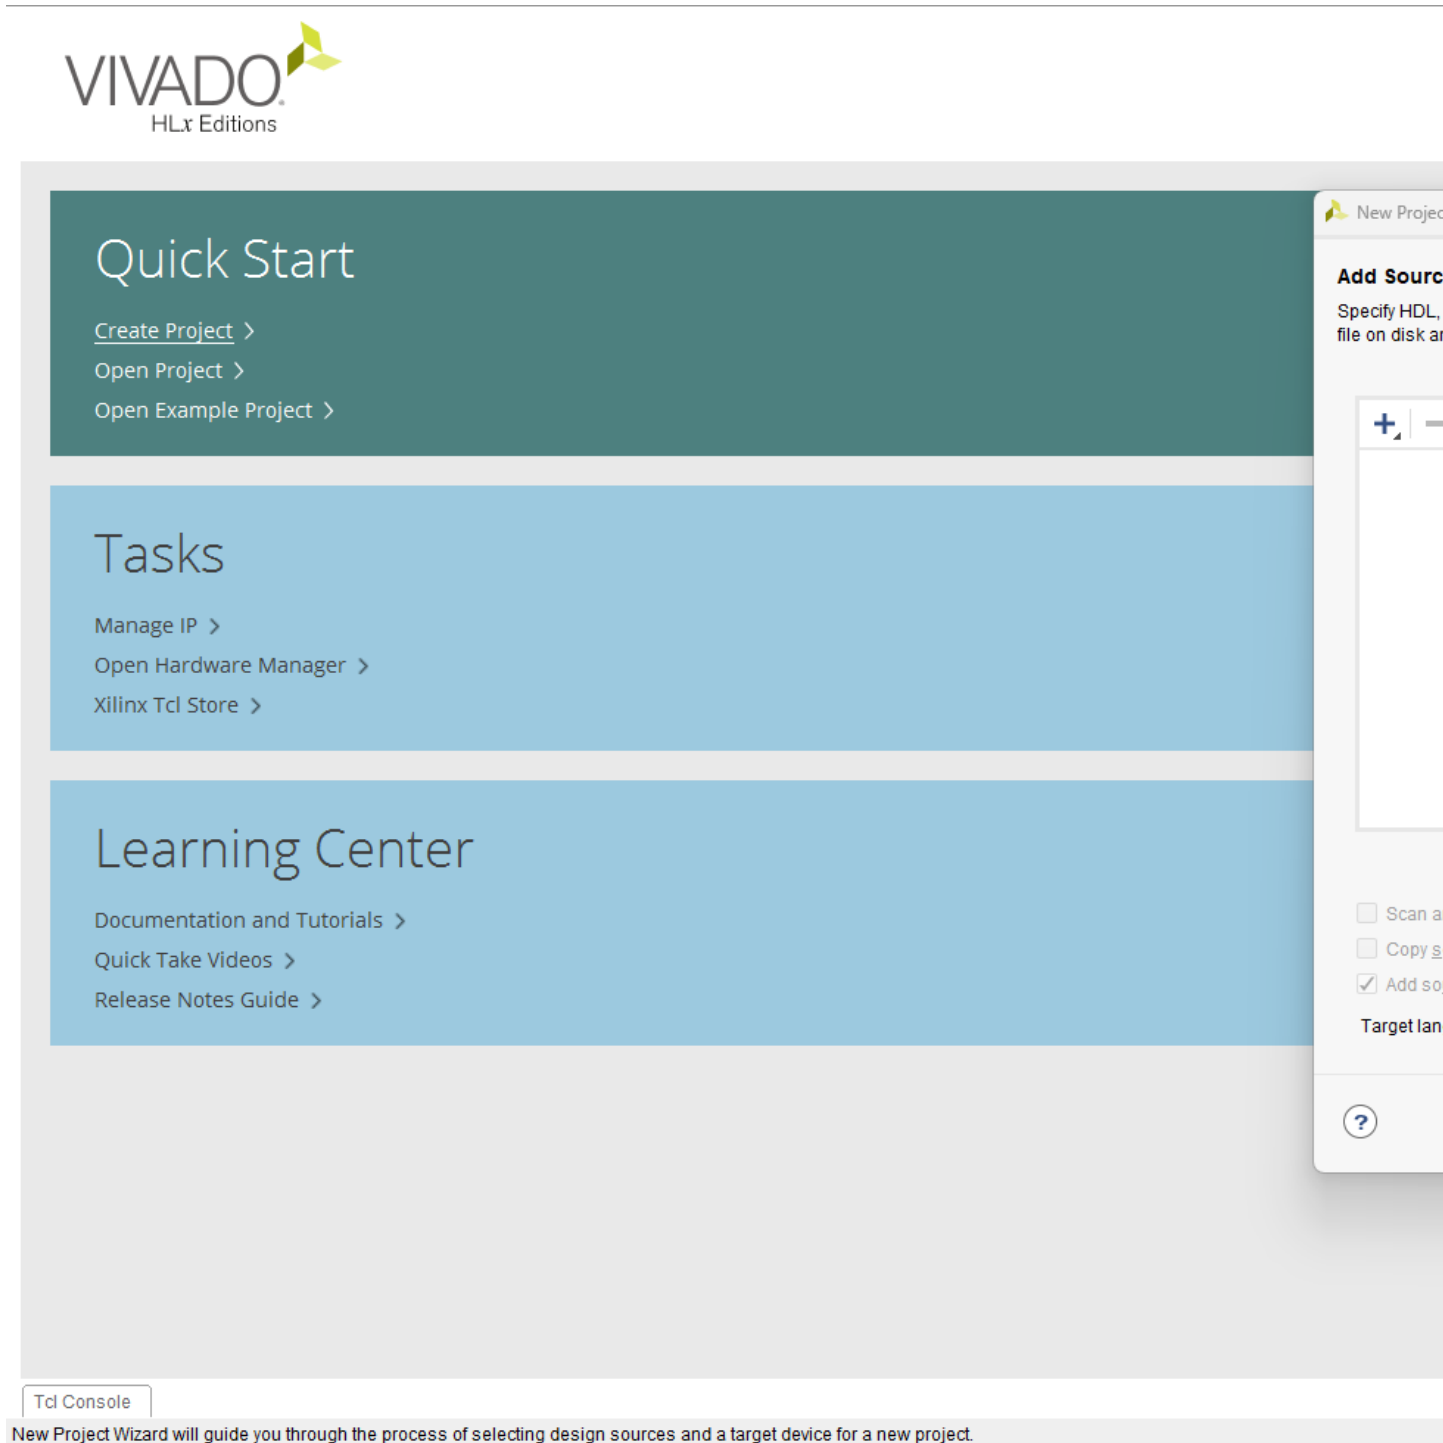 VIVADO
HLx Editions
Quick Start
Create Project
Open Project
Open Example Project
Tasks
Manage IP
Open Hardware Manager
Xilinx Tcl Store
Learning Center
Documentation and Tutorials
Quick Take Videos
Release Notes Guide
New Projec
Add Sourc
Specify HDL,
file on disk a
Scan a
Copy s
Add so
Target lan
?
Tcl Console
New Project Wizard will guide you through the process of selecting design sources and a target device for a new project.